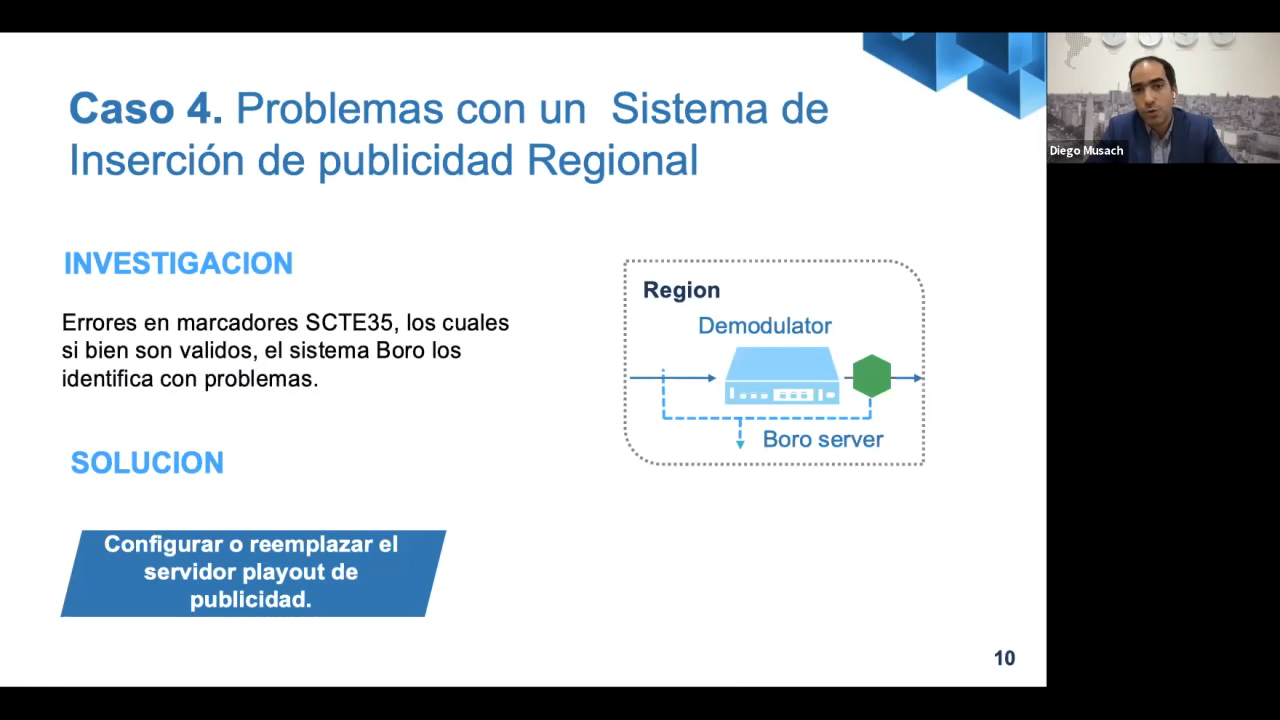 Caso 4. Problemas con un Sistema de
Inserción de publicidad Regional
INVESTIGACION
Errores en marcadores SCTE35, los cuales
si bien son validos, el sistema Boro los
identifica con problemas.
SOLUCION
Configurar o reemplazar el
servidor playout de
publicidad.
Region
Demodulator
Boro server
10
Diego Musach